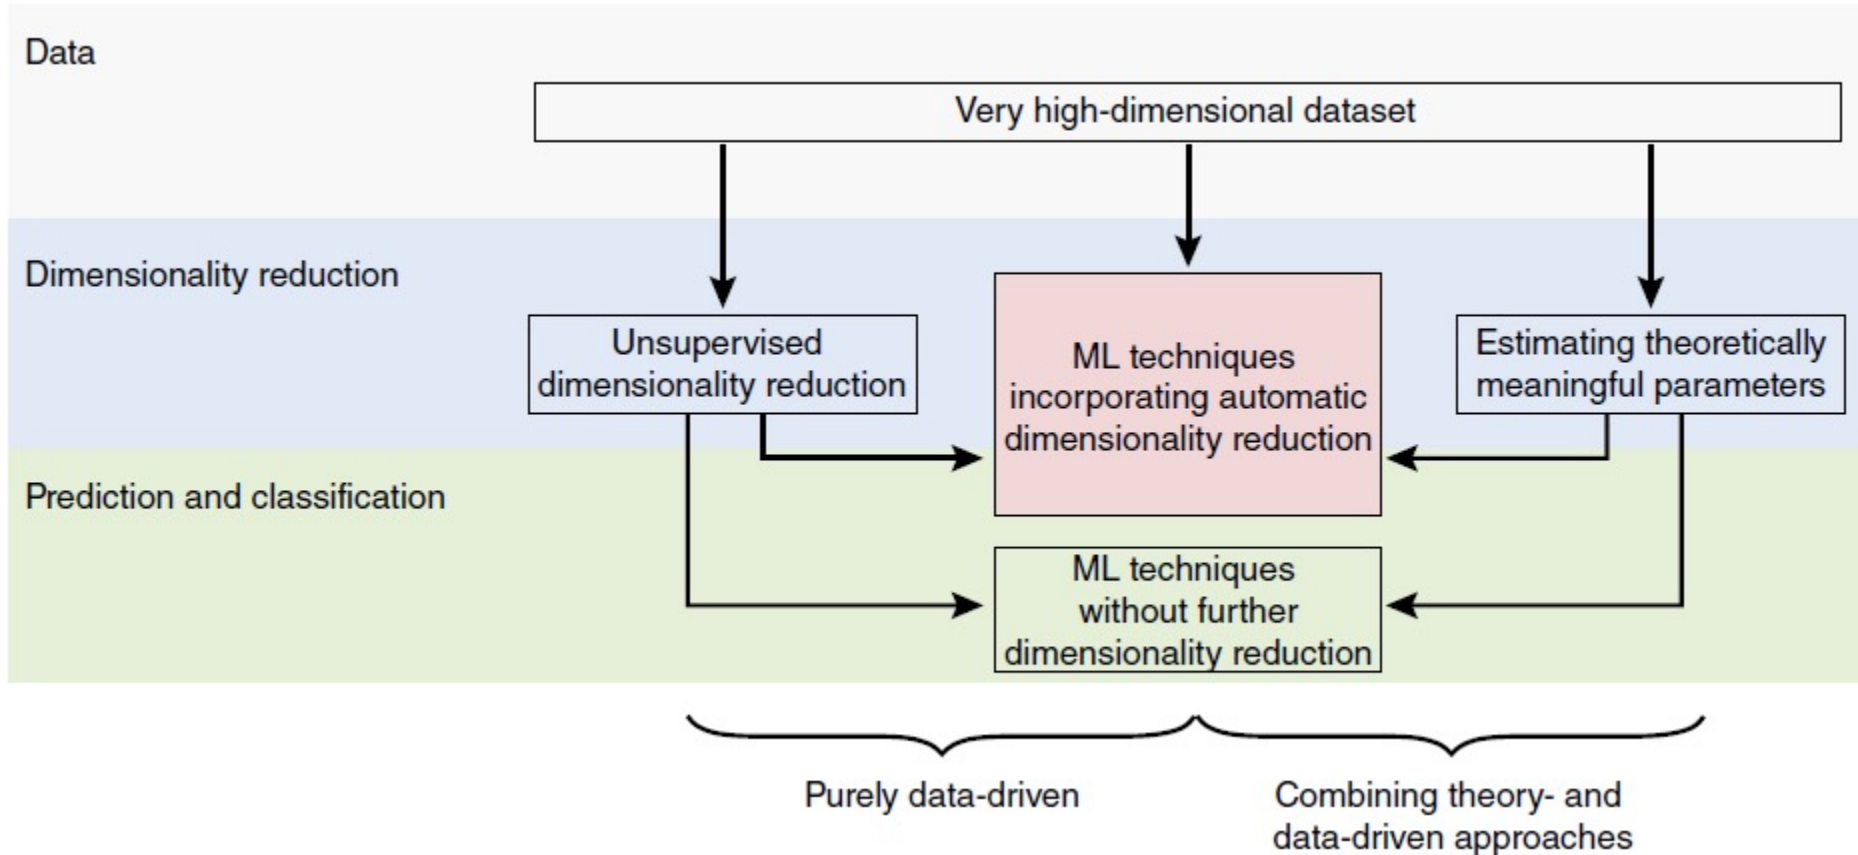 Data
Very high-dimensional dataset
Dimensionality reduction
Unsupervised
dimensionality reduction
ML techniques
incorporating automatic
dimensionality reduction
Estimating theoretically
meaningful parameters
Prediction and classification
ML techniques
without further
dimensionality reduction
Purely data-driven
Combining theory- and
data-driven approaches